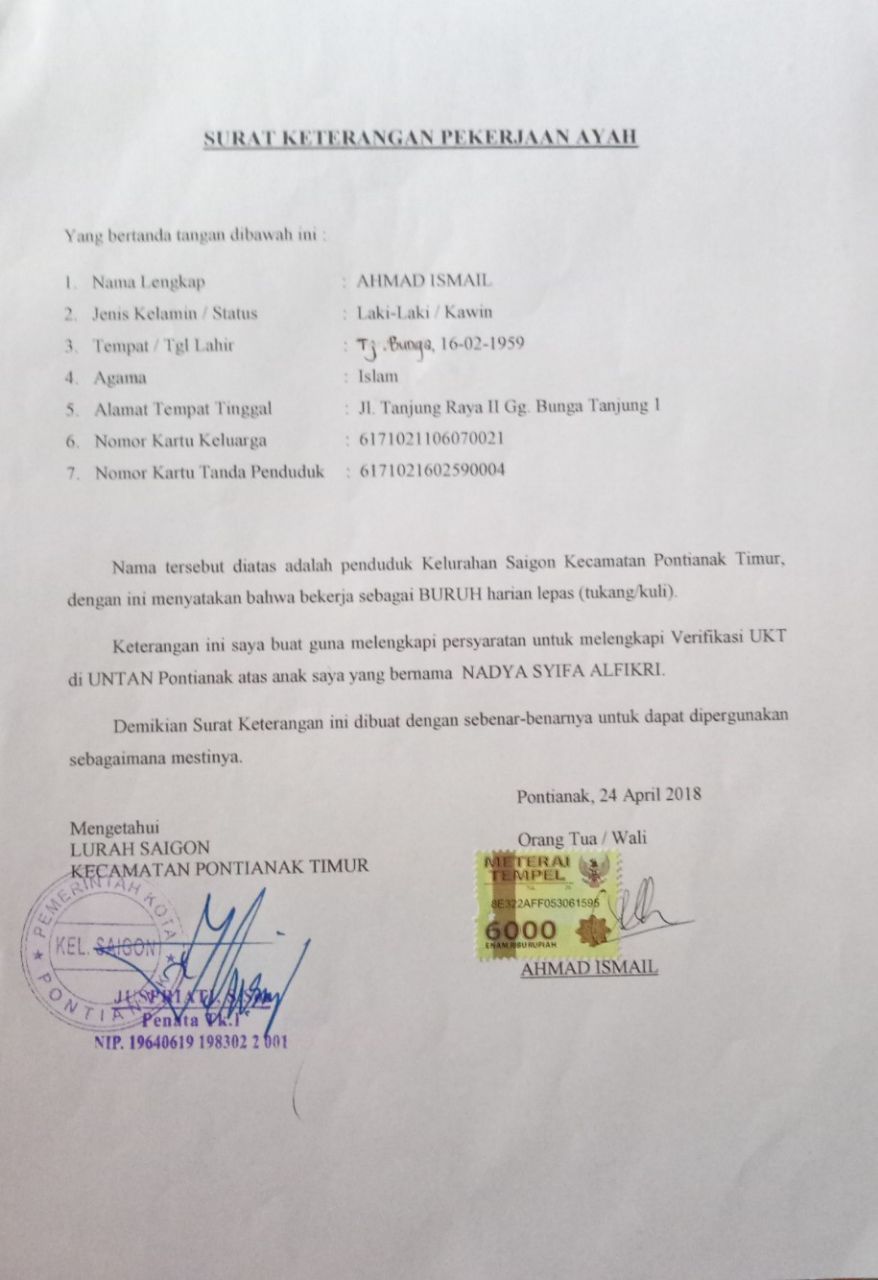 SURAT KETERANGAN PEKERJAAN AYAH
Yang bertanda tangan dibawah ini :
1. Nama Lengkap : AHMAD ISMAIL
2. Jenis Kelamin / Status : Laki-Laki / Kawin
3. Tempat / Tgl Lahir : Tj. Bunga, 16-02-1959
4. Agama : Islam
5. Alamat Tempat Tinggal : Jl. Tanjung Raya II Gg. Bunga Tanjung 1
6. Nomor Kartu Keluarga : 6171021106070021
7. Nomor Kartu Tanda Penduduk : 6171021602590004
Nama tersebut diatas adalah penduduk Kelurahan Saigon Kecamatan Pontianak Timur,
dengan ini menyatakan bahwa bekerja sebagai BURUH harian lepas (tukang/kuli).
Keterangan ini saya buat guna melengkapi persyaratan untuk melengkapi Verifikasi UKT
di UNTAN Pontianak atas anak saya yang bernama NADYA SYIFA ALFIKRI.
Demikian Surat Keterangan ini dibuat dengan sebenar-benarnya untuk dapat dipergunakan
sebagaimana mestinya.
Pontianak, 24 April 2018
Mengetahui
LURAH SAIGON
KECAMATAN PONTIANAK TIMUR
PEMERINTAH KOTA
KEL. SAIGON
PONTIANAK
Penata Tk.I
NIP. 19640619 198302 2 001
Orang Tua / Wali
METERAI
TEMPEL
8E322AFF053061595
6000
ENAM RIBU RUPIAH
AHMAD ISMAIL